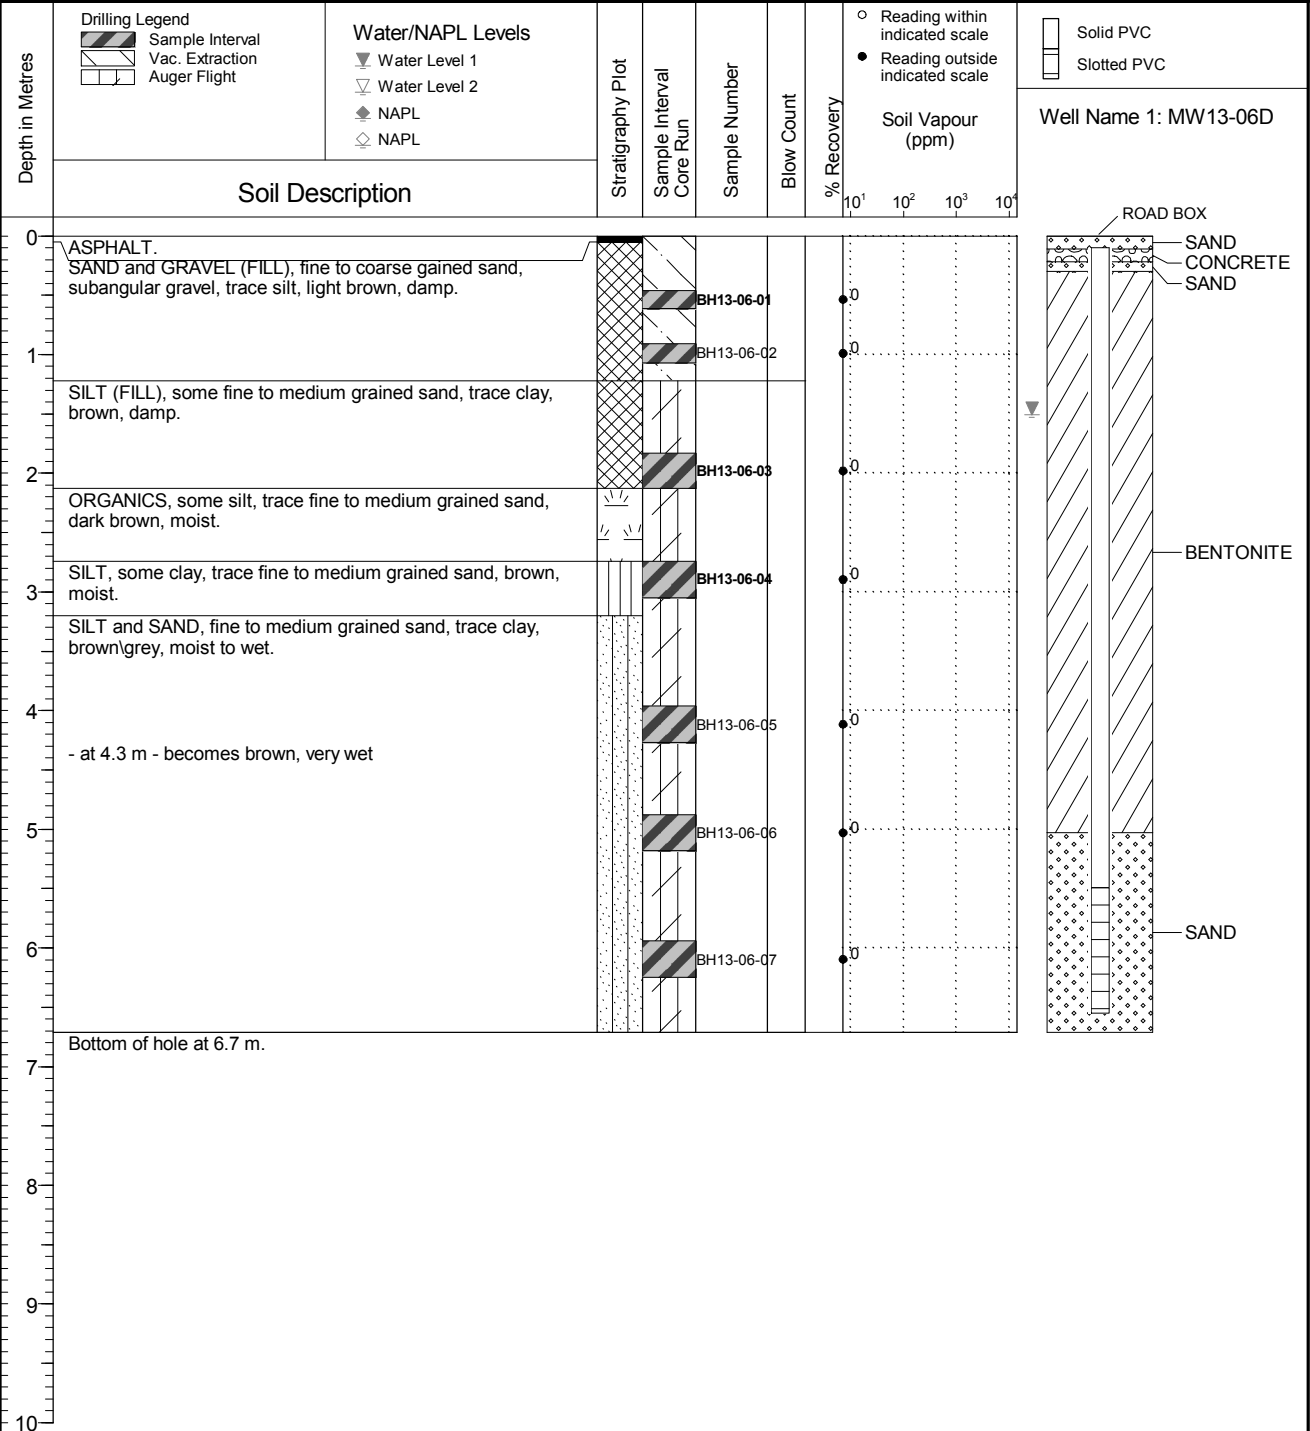 Drilling Legend
Sample Interval
Vac. Extraction
Auger Flight
Water/NAPL Levels
Water Level 1
Water Level 2
NAPL
NAPL
Depth in Metres
Soil Description
Stratigraphy Plot
Sample Interval
Core Run
Sample Number
Blow Count
% Recovery
Reading within
indicated scale
Reading outside
indicated scale
Soil Vapour
(ppm)
10¹ 10² 10³ 10⁴
Solid PVC
Slotted PVC
Well Name 1: MW13-06D
ROAD BOX
0
ASPHALT.
SAND
SAND and GRAVEL (FILL), fine to coarse gained sand,
subangular gravel, trace silt, light brown, damp.
CONCRETE
SAND
BH13-06-01
0
1
BH13-06-02
0
SILT (FILL), some fine to medium grained sand, trace clay,
brown, damp.
2
BH13-06-03
0
ORGANICS, some silt, trace fine to medium grained sand,
dark brown, moist.
BENTONITE
SILT, some clay, trace fine to medium grained sand, brown,
moist.
BH13-06-04
0
3
SILT and SAND, fine to medium grained sand, trace clay,
brown\grey, moist to wet.
4
BH13-06-05
0
- at 4.3 m - becomes brown, very wet
5
BH13-06-06
0
SAND
6
BH13-06-07
0
Bottom of hole at 6.7 m.
7
8
9
10